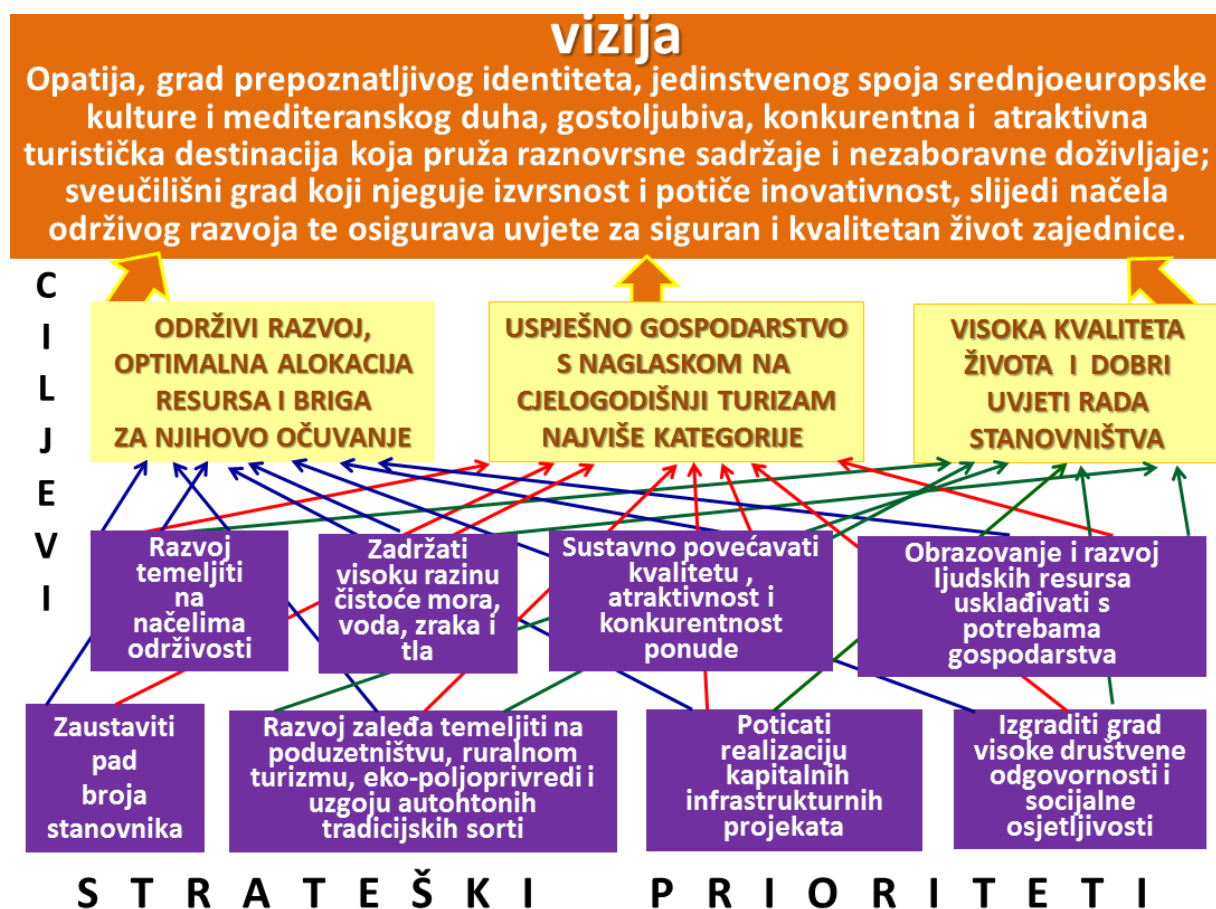 vizija
Opatija, grad prepoznatljivog identiteta, jedinstvenog spoja srednjoeuropske
kulture i mediteranskog duha, gostoljubiva, konkurentna i atraktivna
turistička destinacija koja pruža raznovrsne sadržaje i nezaboravne doživljaje;
sveučilišni grad koji njeguje izvrsnost i potiče inovativnost, slijedi načela
održivog razvoja te osigurava uvjete za siguran i kvalitetan život zajednice.
CILJEVI
ODRŽIVI RAZVOJ,
OPTIMALNA ALOKACIJA
RESURSA I BRIGA
ZA NJIHOVO OČUVANJE
USPJEŠNO GOSPODARSTVO
S NAGLASKOM NA
CJELOGODIŠNJI TURIZAM
NAJVIŠE KATEGORIJE
VISOKA KVALITETA
ŽIVOTA I DOBRI
UVJETI RADA
STANOVNIŠTVA
Razvoj
temeljiti
na
načelima
održivosti
Zadržati
visoku razinu
čistoće mora,
voda, zraka i
tla
Sustavno povećavati
kvalitetu ,
atraktivnost i
konkurentnost
ponude
Obrazovanje i razvoj
ljudskih resursa
usklađivati s
potrebama
gospodarstva
Zaustaviti
pad
broja
stanovnika
Razvoj zaleđa temeljiti na
poduzetništvu, ruralnom
turizmu, eko-poljoprivredi i
uzgoju autohtonih
tradicijskih sorti
Poticati
realizaciju
kapitalnih
infrastrukturnih
projekata
Izgraditi grad
visoke društvene
odgovornosti i
socijalne
osjetljivosti
STRATEŠKI PRIORITETI